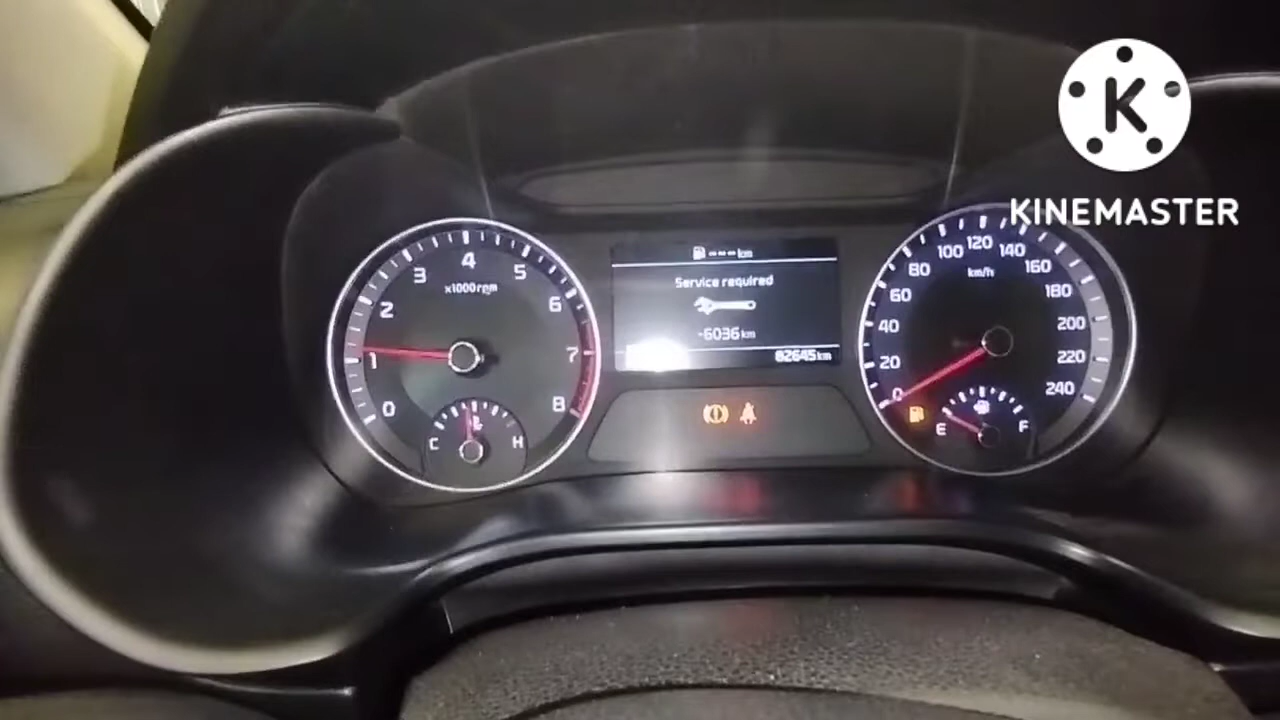 K
KINEMASTER
--- km
Service required
-6036 km
82645 km
0
1
2
3
4
5
6
7
8
x1000rpm
C
H
0
20
40
60
80
100
120
140
160
180
200
220
240
km/h
E
F